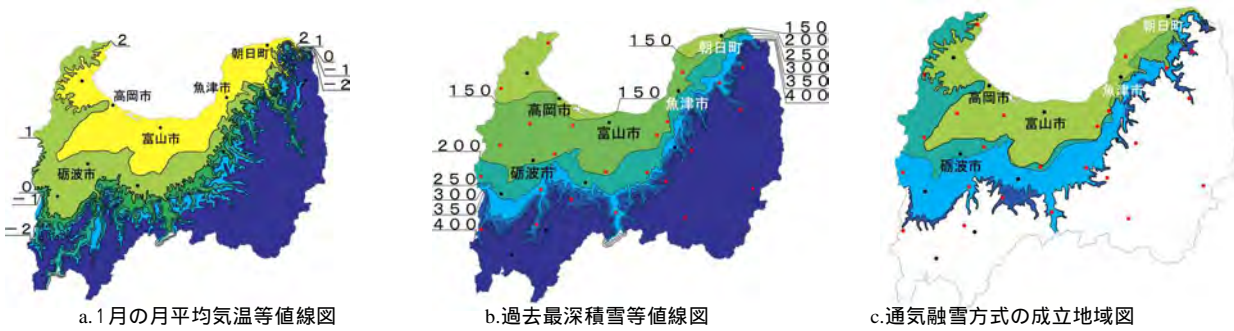 2
2
1
0
−1
−2
朝日町
魚津市
高岡市
富山市
1
砺波市
0
−1
−2
a.1月の月平均気温等値線図
150
200
250
300
350
400
150
朝日町
魚津市
150
高岡市
150
富山市
200
砺波市
250
300
350
400
b.過去最深積雪等値線図
朝日町
魚津市
高岡市
富山市
砺波市
c.通気融雪方式の成立地域図